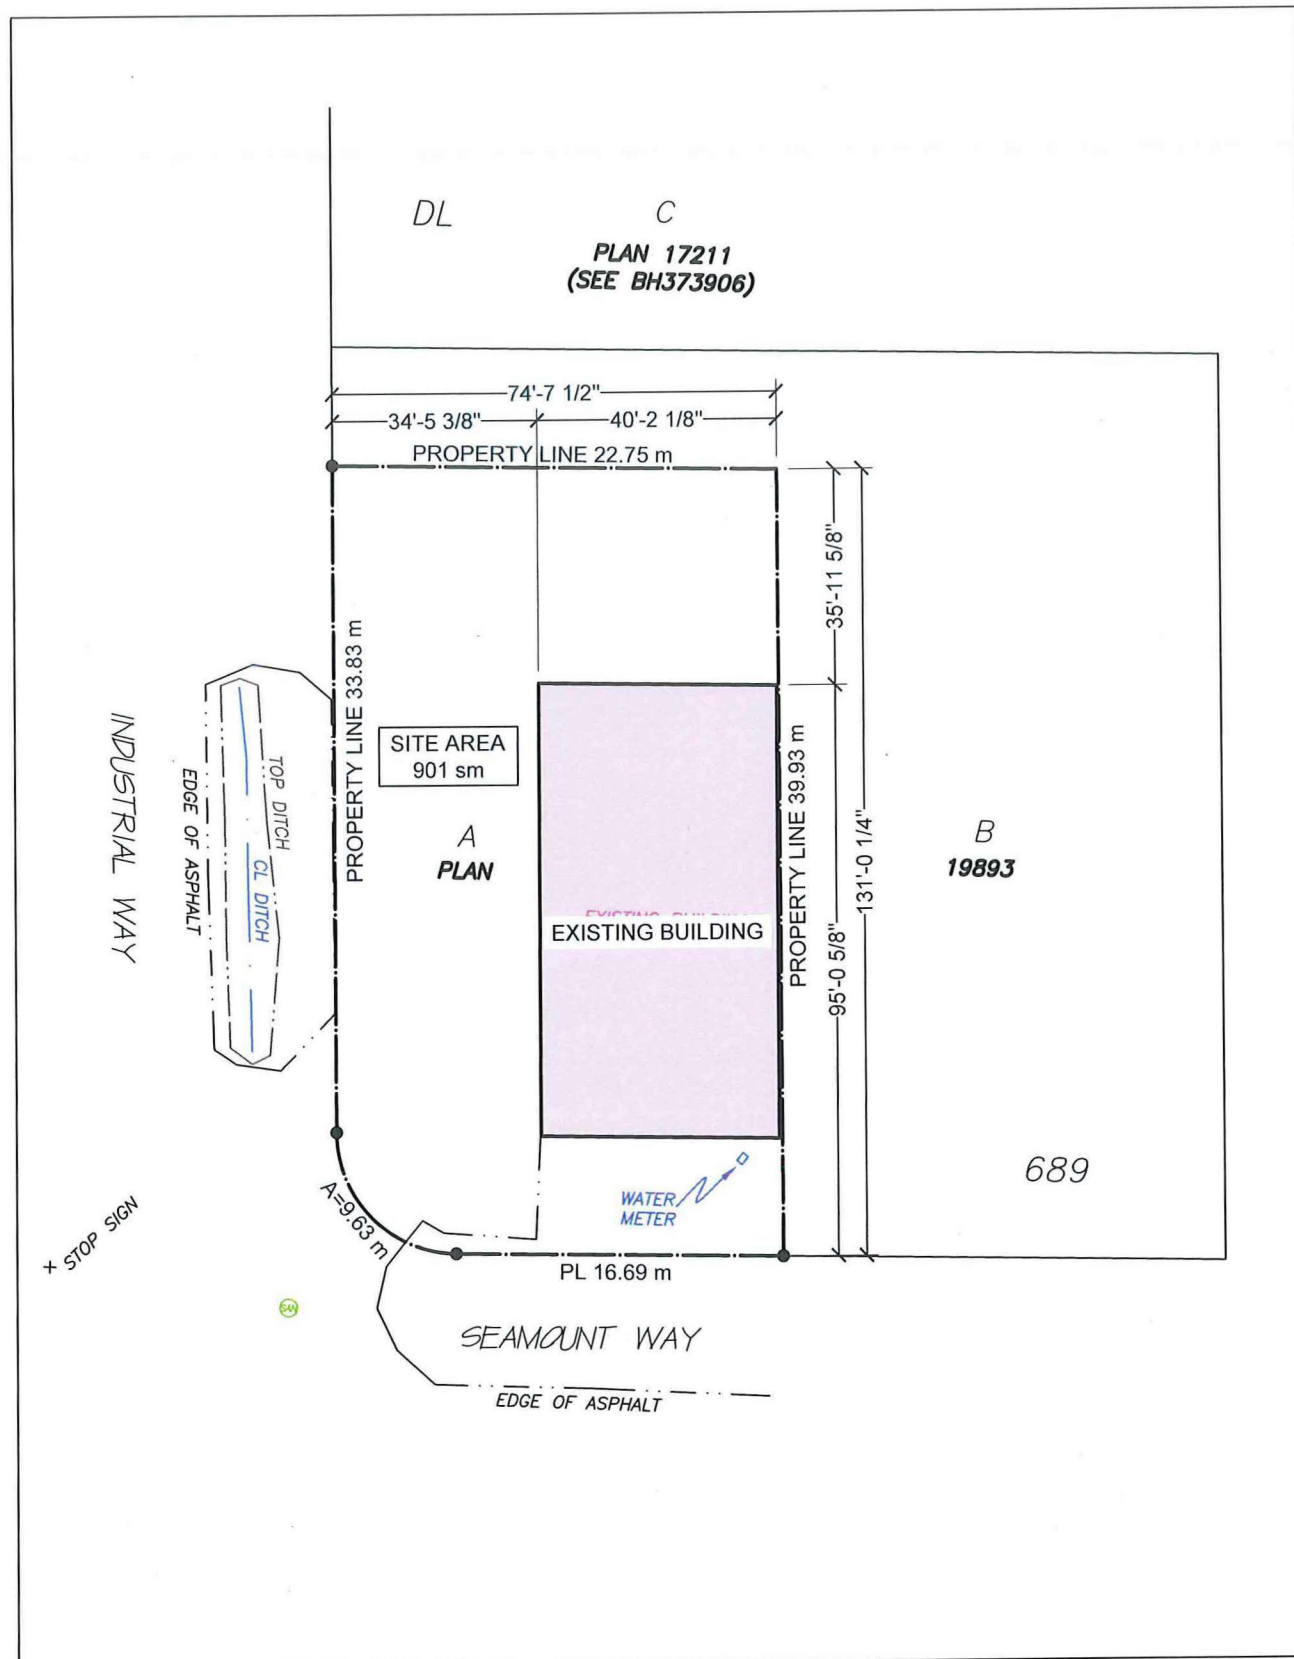 DL
C
PLAN 17211
(SEE BH373906)
74'-7 1/2"
34'-5 3/8"
40'-2 1/8"
PROPERTY LINE 22.75 m
35'-11 5/8"
PROPERTY LINE 33.83 m
SITE AREA
901 sm
INDUSTRIAL WAY
EDGE OF ASPHALT
TOP DITCH
CL DITCH
A
PLAN
EXISTING BUILDING
EXISTING BUILDING
PROPERTY LINE 39.93 m
95'-0 5/8"
131'-0 1/4"
B
19893
689
WATER
METER
A=9.63 m
+ STOP SIGN
SAN
PL 16.69 m
SEAMOUNT WAY
EDGE OF ASPHALT